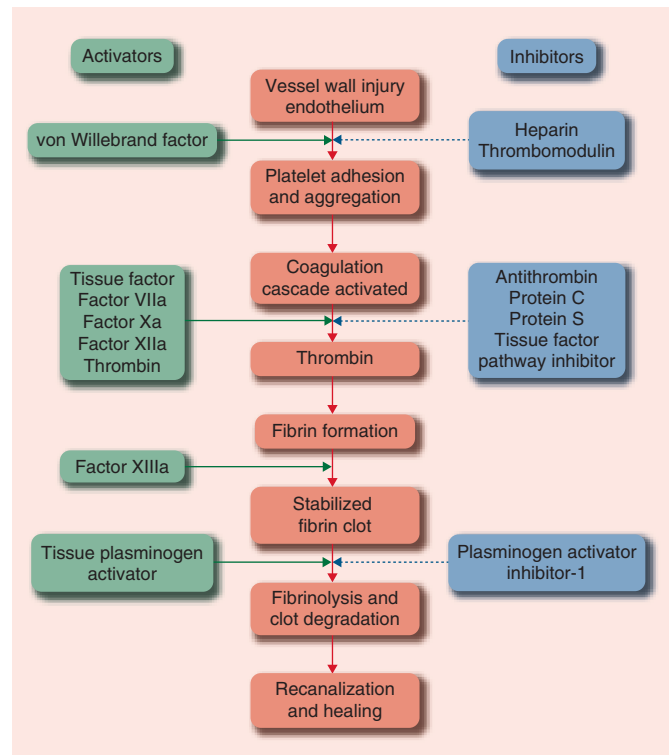 Activators
Inhibitors
Vessel wall injury
endothelium
von Willebrand factor
Heparin
Thrombomodulin
Platelet adhesion
and aggregation
Coagulation
cascade activated
Tissue factor
Factor VIIa
Factor Xa
Factor XIIa
Thrombin
Antithrombin
Protein C
Protein S
Tissue factor
pathway inhibitor
Thrombin
Fibrin formation
Factor XIIIa
Stabilized
fibrin clot
Tissue plasminogen
activator
Plasminogen activator
inhibitor-1
Fibrinolysis and
clot degradation
Recanalization
and healing